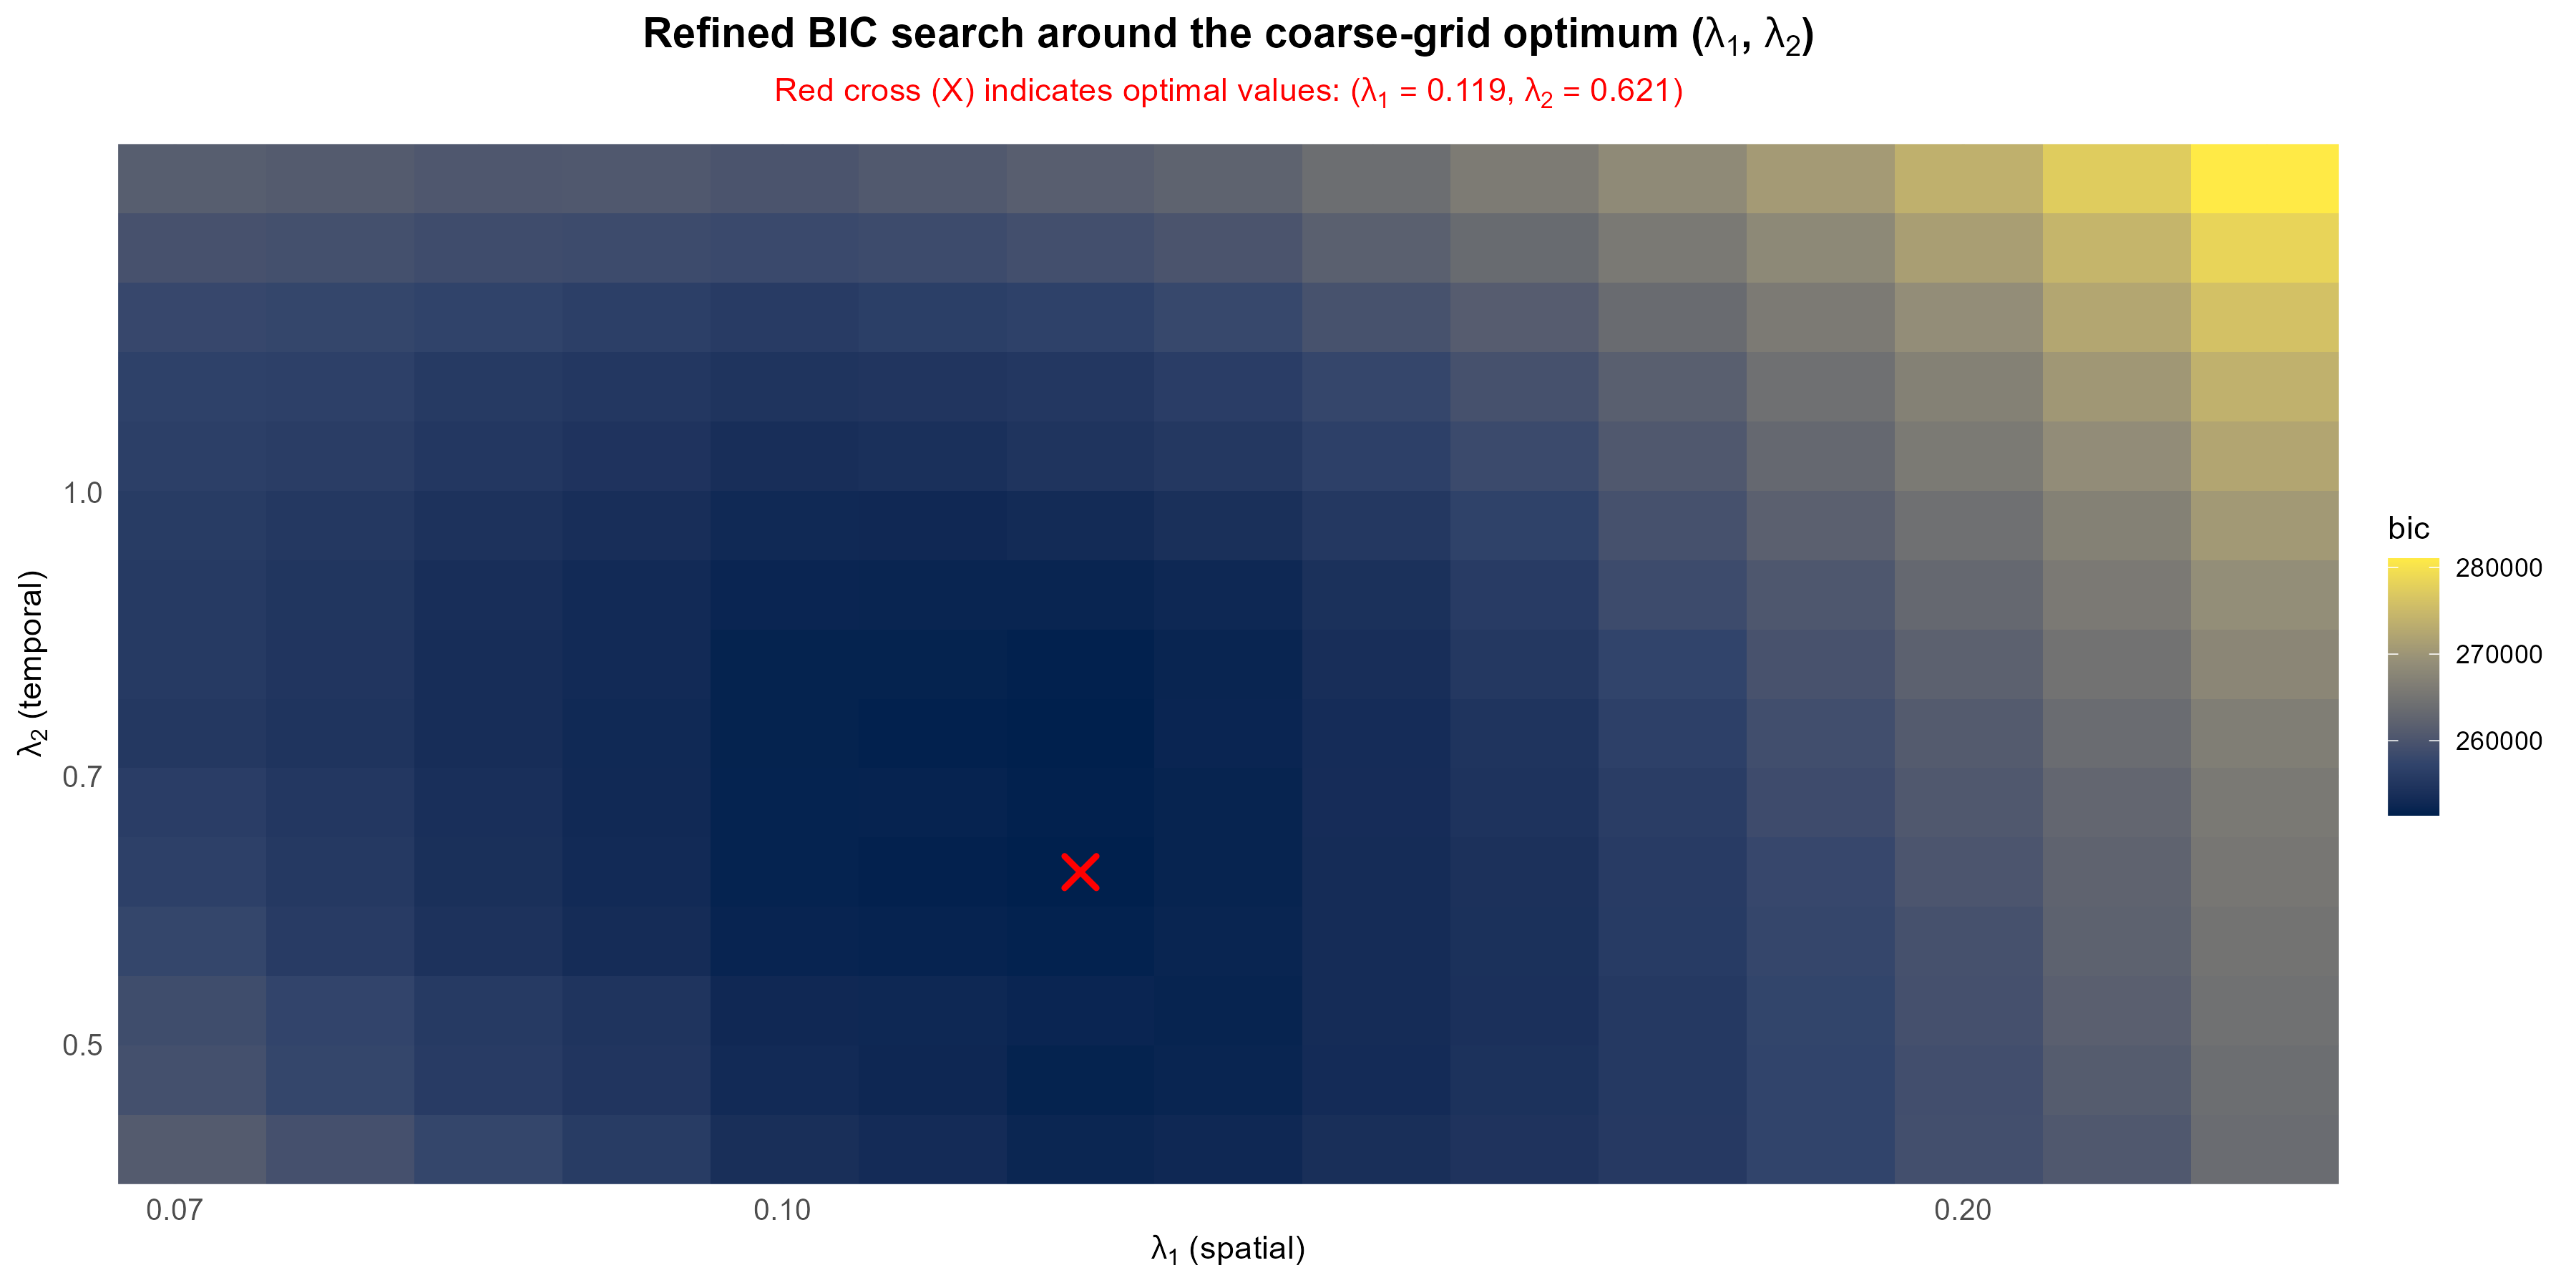 Refined BIC search around the coarse-grid optimum (λ₁, λ₂)
Red cross (X) indicates optimal values: (λ₁ = 0.119, λ₂ = 0.621)
λ₂ (temporal)
1.0
0.7
0.5
0.07 0.10 0.20
λ₁ (spatial)
bic
280000
270000
260000